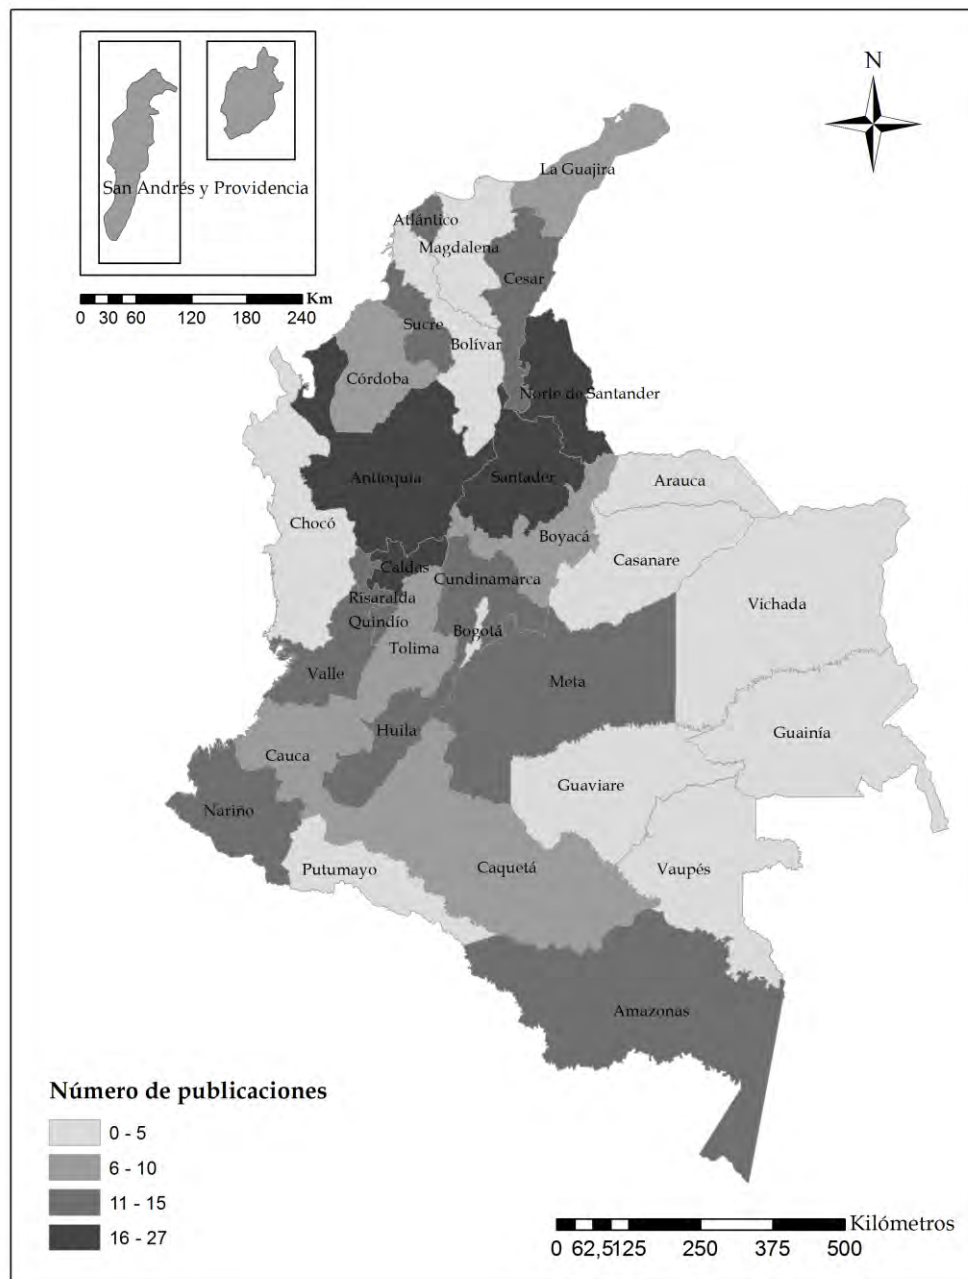 N
San Andrés y Providencia
Km
0 30 60 120 180 240
La Guajira
Atlántico
Magdalena
Cesar
Sucre
Bolívar
Córdoba
Norte de Santander
Antioquia
Santader
Arauca
Chocó
Boyacá
Casanare
Caldas
Cundinamarca
Risaralda
Vichada
Quindío
Bogotá
Tolima
Valle
Meta
Huila
Guainía
Cauca
Guaviare
Nariño
Putumayo
Caquetá
Vaupés
Amazonas
Número de publicaciones
0 - 5
6 - 10
11 - 15
16 - 27
Kilómetros
0 62,5125 250 375 500